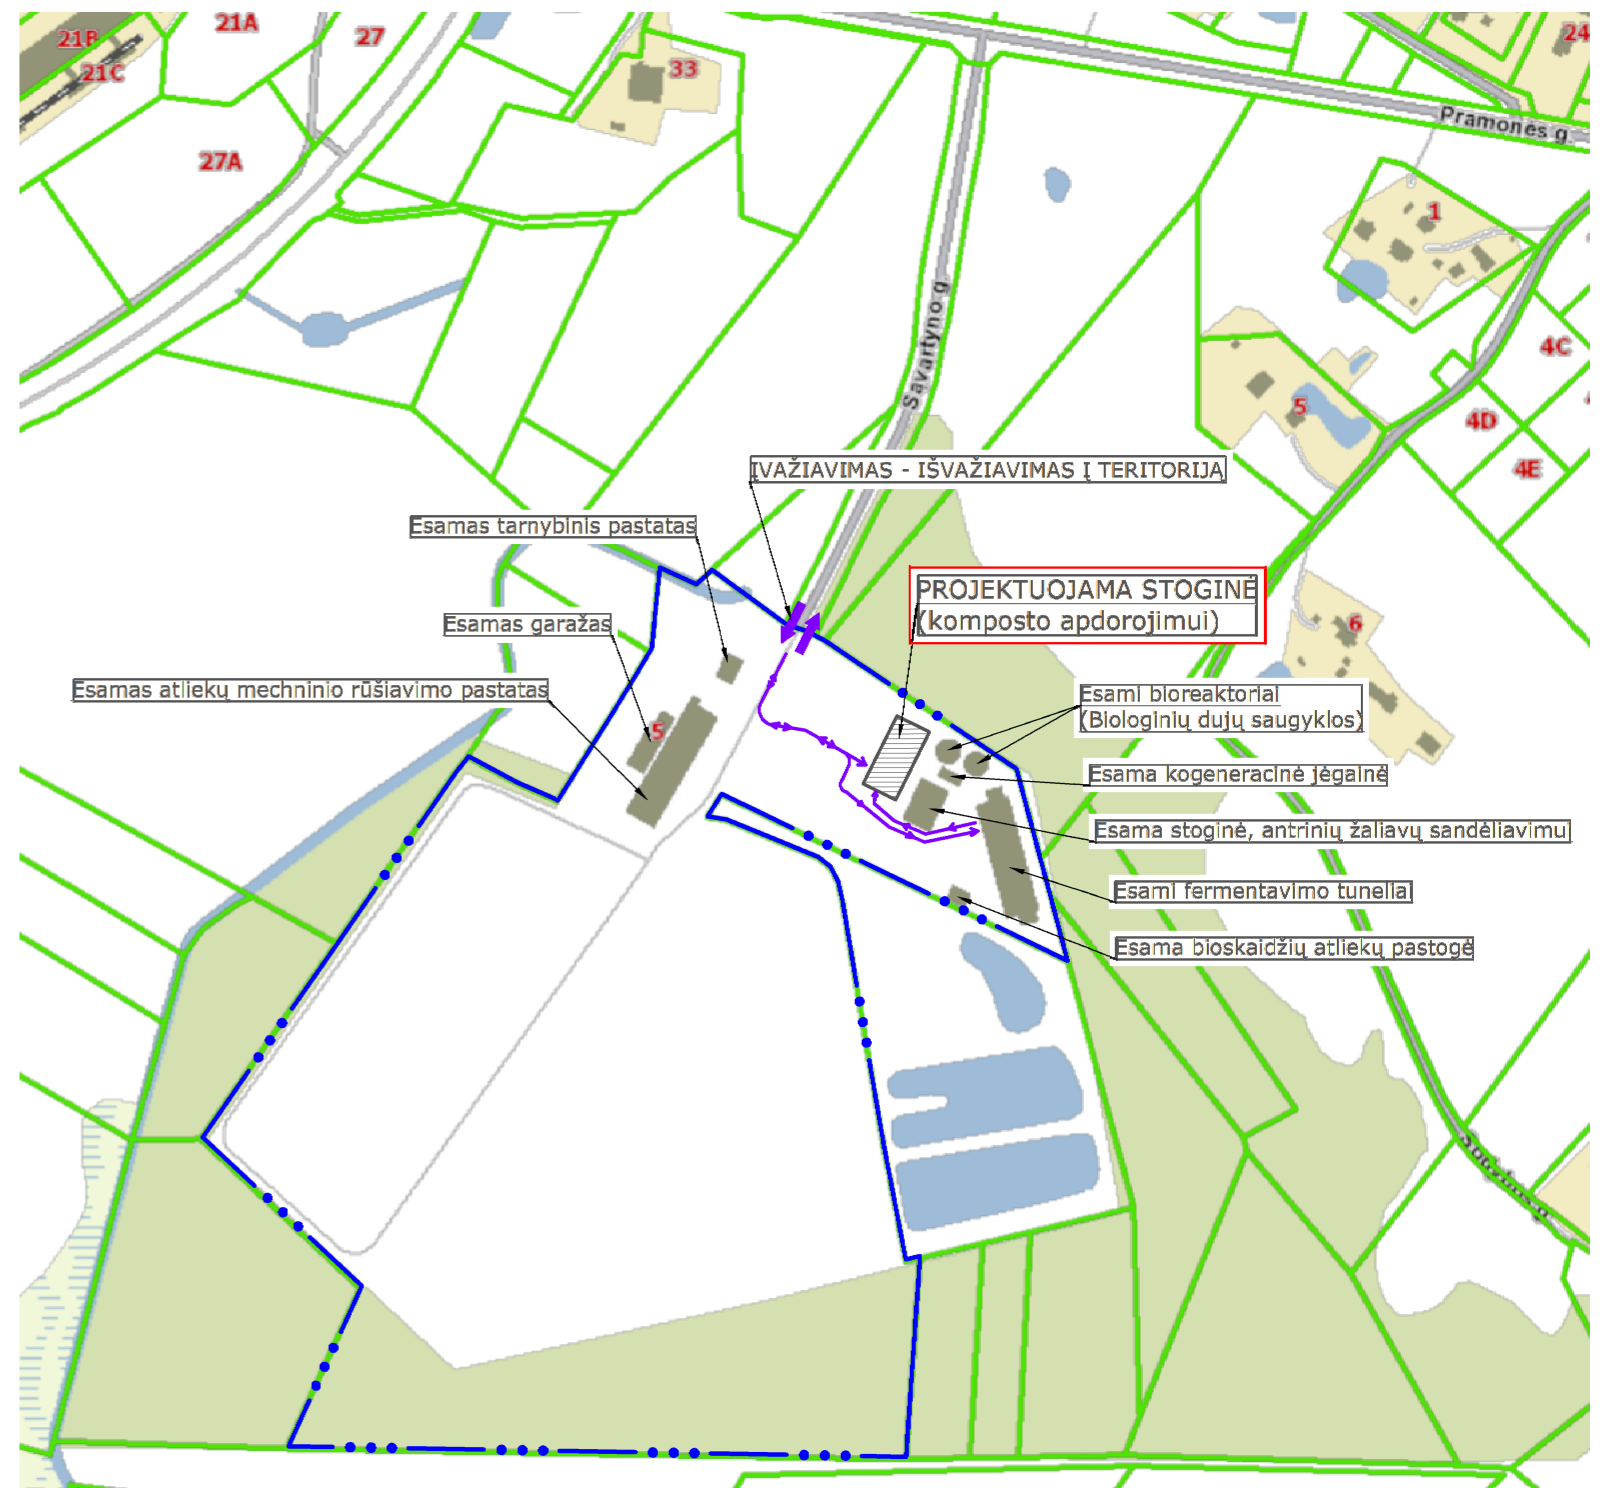 21B
21A
27
21C
33
24
27A
Pramonės g.
1
Savartyno g.
4C
5
4D
4E
ĮVAŽIAVIMAS - IŠVAŽIAVIMAS Į TERITORIJĄ
Esamas tarnybinis pastatas
PROJEKTUOJAMA STOGINĖ
(komposto apdorojimui)
Esamas garažas
6
Esamas atliekų mechninio rūšiavimo pastatas
5
Esami bioreaktoriai
(Biologinių dujų saugyklos)
Esama kogeneracinė jėgainė
Esama stoginė, antrinių žaliavų sandėliavimui
Esami fermentavimo tuneliai
Esama bioskaidžių atliekų pastogė